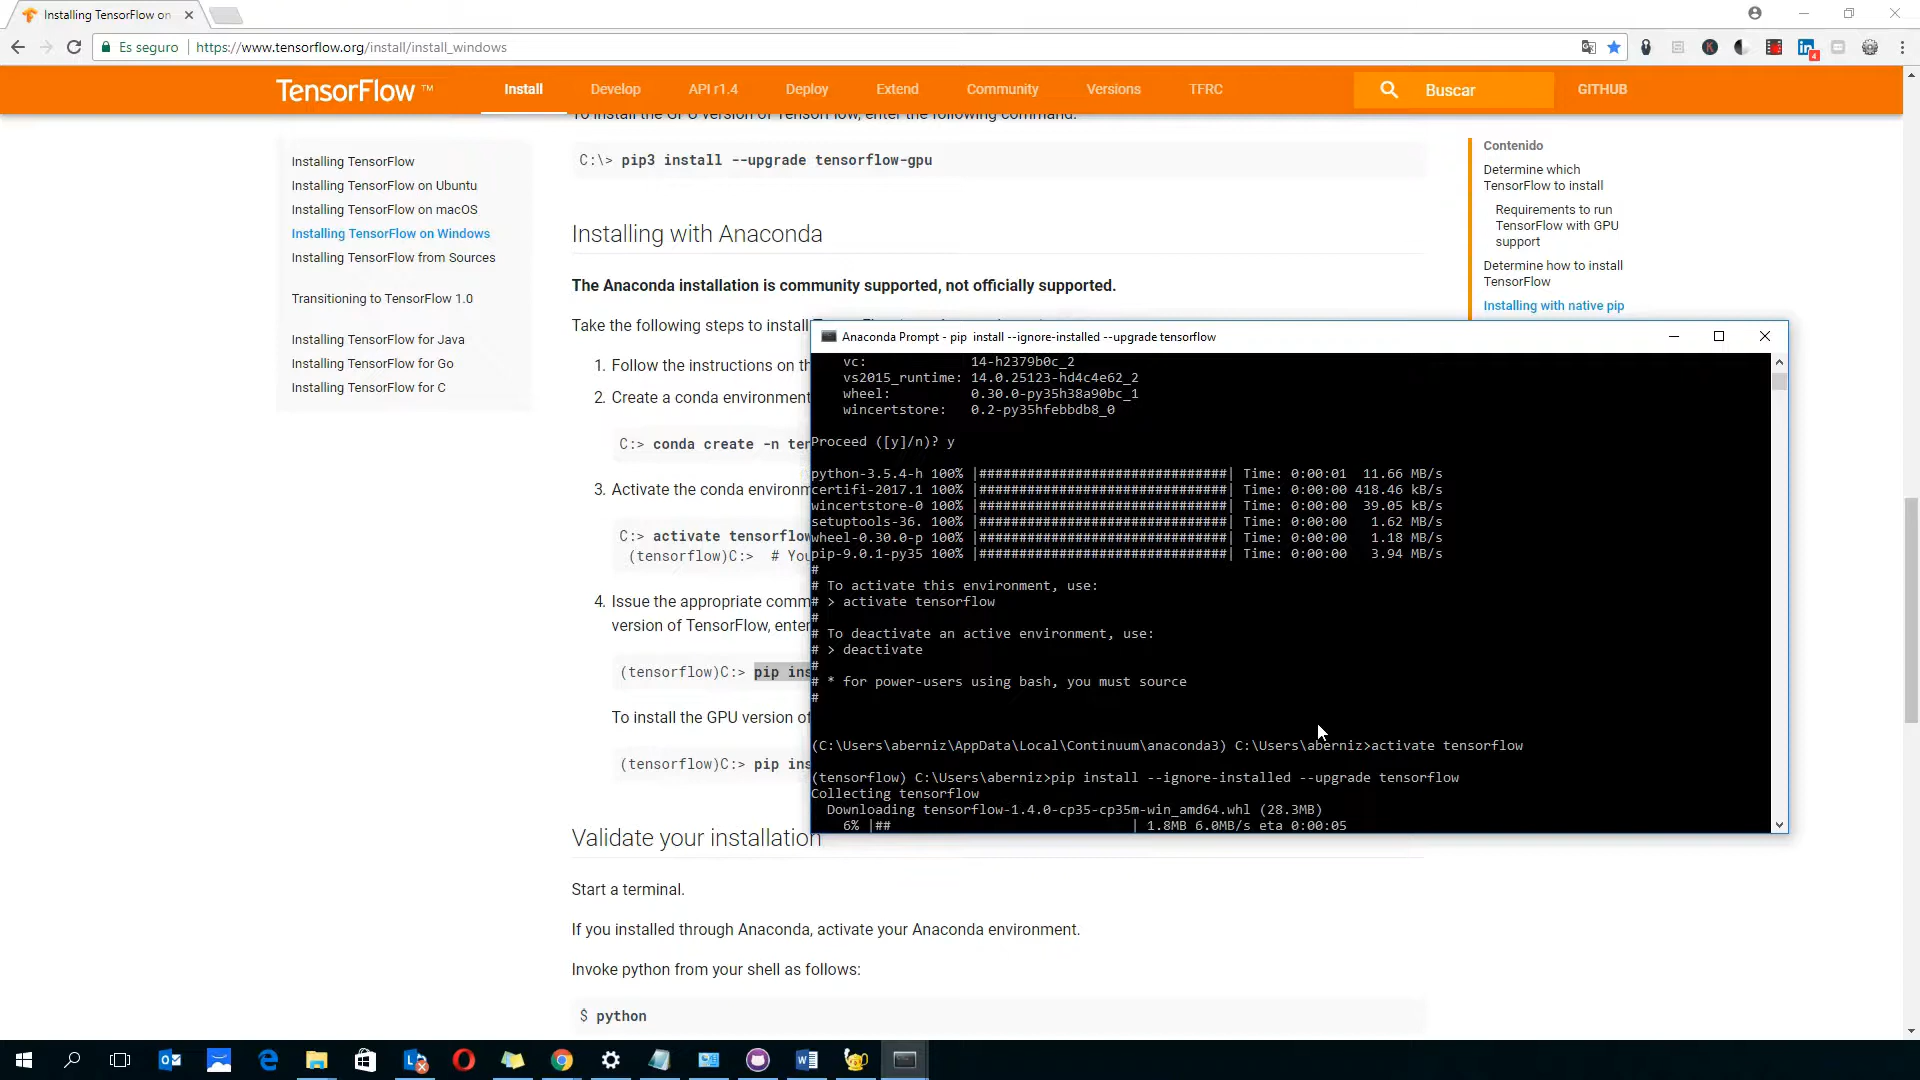 Installing TensorFlow on
Es seguro
https://www.tensorflow.org/install/install_windows
4
TensorFlow ™
Install
Develop
API r1.4
Deploy
Extend
Community
Versions
TFRC
Buscar
GITHUB
To install the GPU version of TensorFlow, enter the following command:
C:\> pip3 install --upgrade tensorflow-gpu
Installing TensorFlow
Installing TensorFlow on Ubuntu
Installing TensorFlow on macOS
Installing TensorFlow on Windows
Installing TensorFlow from Sources
Transitioning to TensorFlow 1.0
Installing TensorFlow for Java
Installing TensorFlow for Go
Installing TensorFlow for C
Installing with Anaconda
The Anaconda installation is community supported, not officially supported.
Take the following steps to install
1. Follow the instructions on th
2. Create a conda environment
C:> conda create -n ten
3. Activate the conda environm
C:> activate tensorflow
(tensorflow)C:> # You
4. Issue the appropriate comm
version of TensorFlow, enter
(tensorflow)C:> pip ins
To install the GPU version of
(tensorflow)C:> pip ins
Validate your installation
Start a terminal.
If you installed through Anaconda, activate your Anaconda environment.
Invoke python from your shell as follows:
$ python
Contenido
Determine which
TensorFlow to install
Requirements to run
TensorFlow with GPU
support
Determine how to install
TensorFlow
Installing with native pip
Anaconda Prompt - pip install --ignore-installed --upgrade tensorflow
vc: 14-h2379b0c_2
vs2015_runtime: 14.0.25123-hd4c4e62_2
wheel: 0.30.0-py35h38a90bc_1
wincertstore: 0.2-py35hfebbdb8_0
Proceed ([y]/n)? y
python-3.5.4-h 100% |###############################| Time: 0:00:01 11.66 MB/s
certifi-2017.1 100% |###############################| Time: 0:00:00 418.46 kB/s
wincertstore-0 100% |###############################| Time: 0:00:00 39.05 kB/s
setuptools-36. 100% |###############################| Time: 0:00:00 1.62 MB/s
wheel-0.30.0-p 100% |###############################| Time: 0:00:00 1.18 MB/s
pip-9.0.1-py35 100% |###############################| Time: 0:00:00 3.94 MB/s
#
# To activate this environment, use:
# > activate tensorflow
#
# To deactivate an active environment, use:
# > deactivate
#
# * for power-users using bash, you must source
#
(C:\Users\aberniz\AppData\Local\Continuum\anaconda3) C:\Users\aberniz>activate tensorflow
(tensorflow) C:\Users\aberniz>pip install --ignore-installed --upgrade tensorflow
Collecting tensorflow
Downloading tensorflow-1.4.0-cp35-cp35m-win_amd64.whl (28.3MB)
6% |## | 1.8MB 6.0MB/s eta 0:00:05